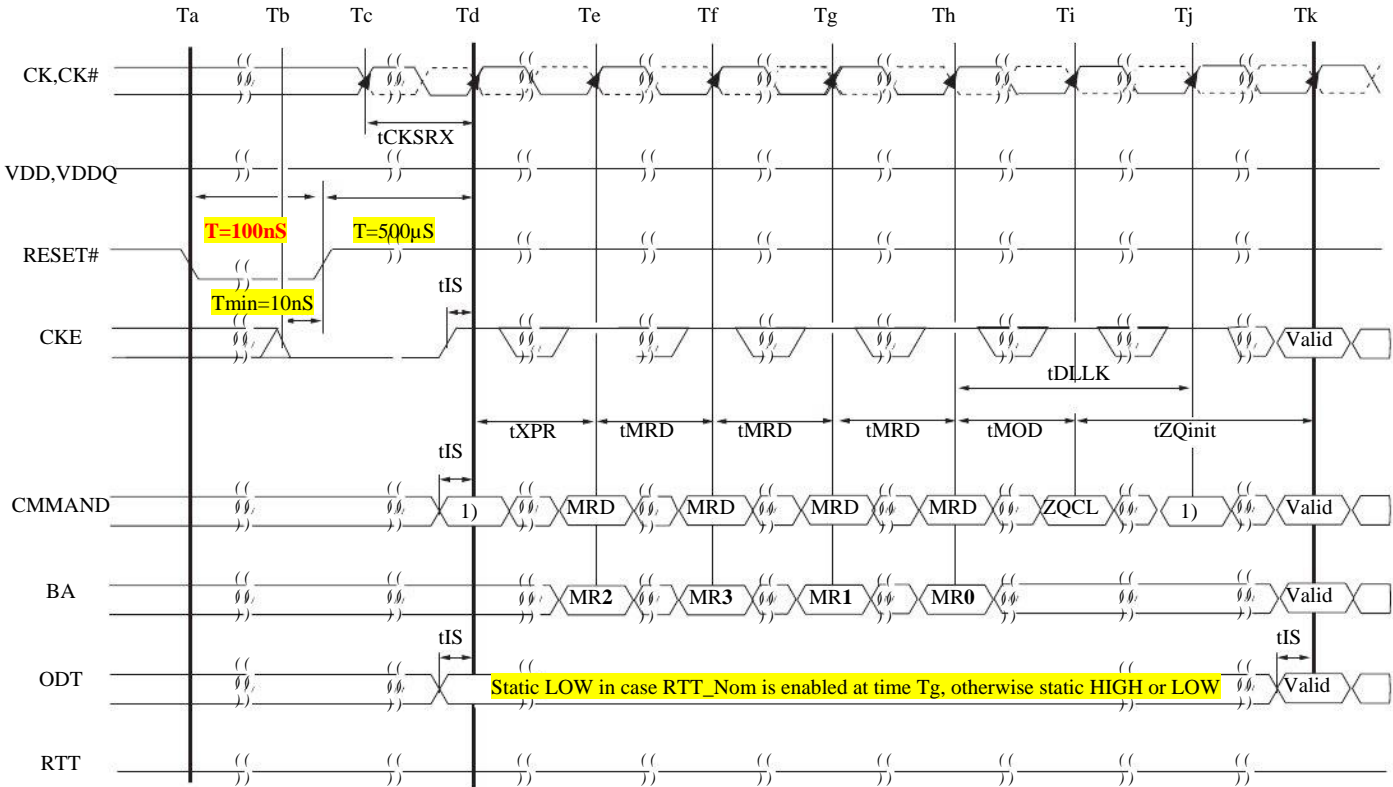 Ta Tb Tc Td Te Tf Tg Th Ti Tj Tk
CK,CK#
tCKSRX
VDD,VDDQ
T=100nS T=500µS
RESET#
Tmin=10nS tIS
CKE Valid
tDLLK
tXPR tMRD tMRD tMRD tMOD tZQinit
tIS
CMMAND 1) MRD MRD MRD MRD ZQCL 1) Valid
BA MR2 MR3 MR1 MR0 Valid
tIS tIS
ODT Static LOW in case RTT_Nom is enabled at time Tg, otherwise static HIGH or LOW Valid
RTT